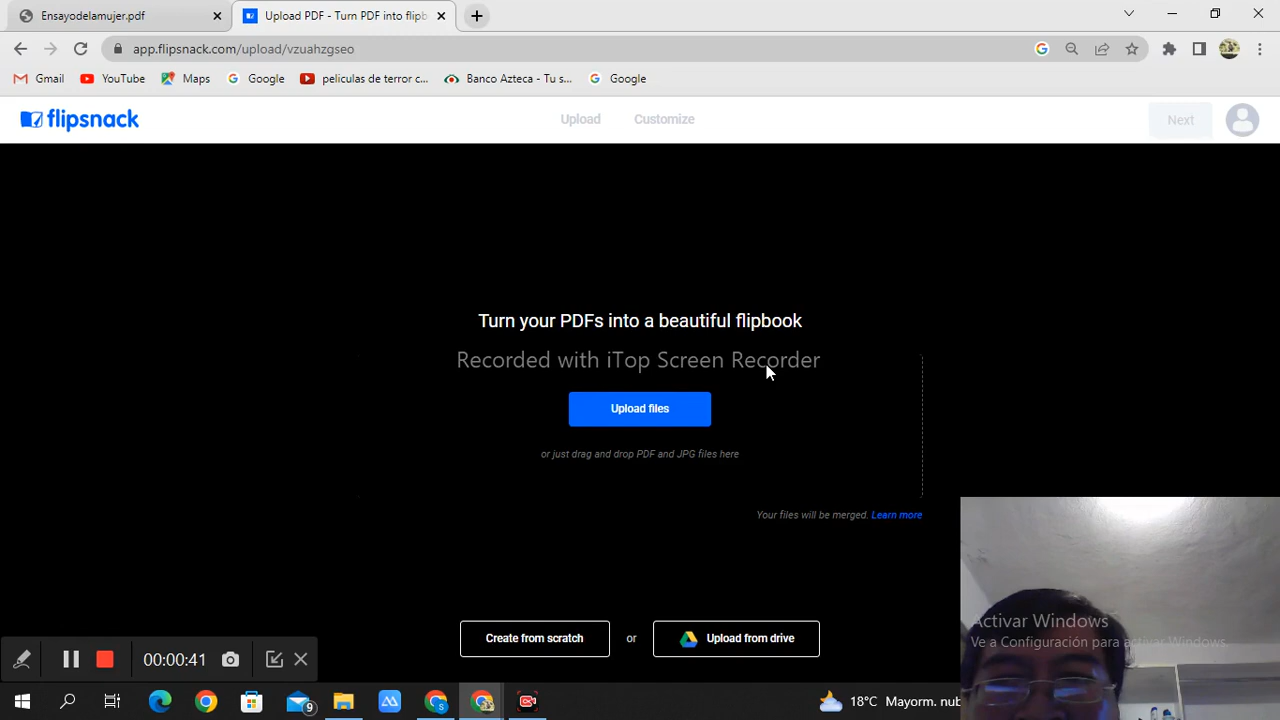 Ensayodelamujer.pdf
Upload PDF - Turn PDF into flipb
app.flipsnack.com/upload/vzuahzgseo
Gmail
YouTube
Maps
Google
peliculas de terror c...
Banco Azteca - Tu s...
Google
flipsnack
Upload
Customize
Next
Turn your PDFs into a beautiful flipbook
Recorded with iTop Screen Recorder
Upload files
or just drag and drop PDF and JPG files here
Your files will be merged. Learn more
Activar Windows
Ve a Configuración para activar Windows.
Create from scratch
or
Upload from drive
00:00:41
9
S
18°C Mayorm. nub